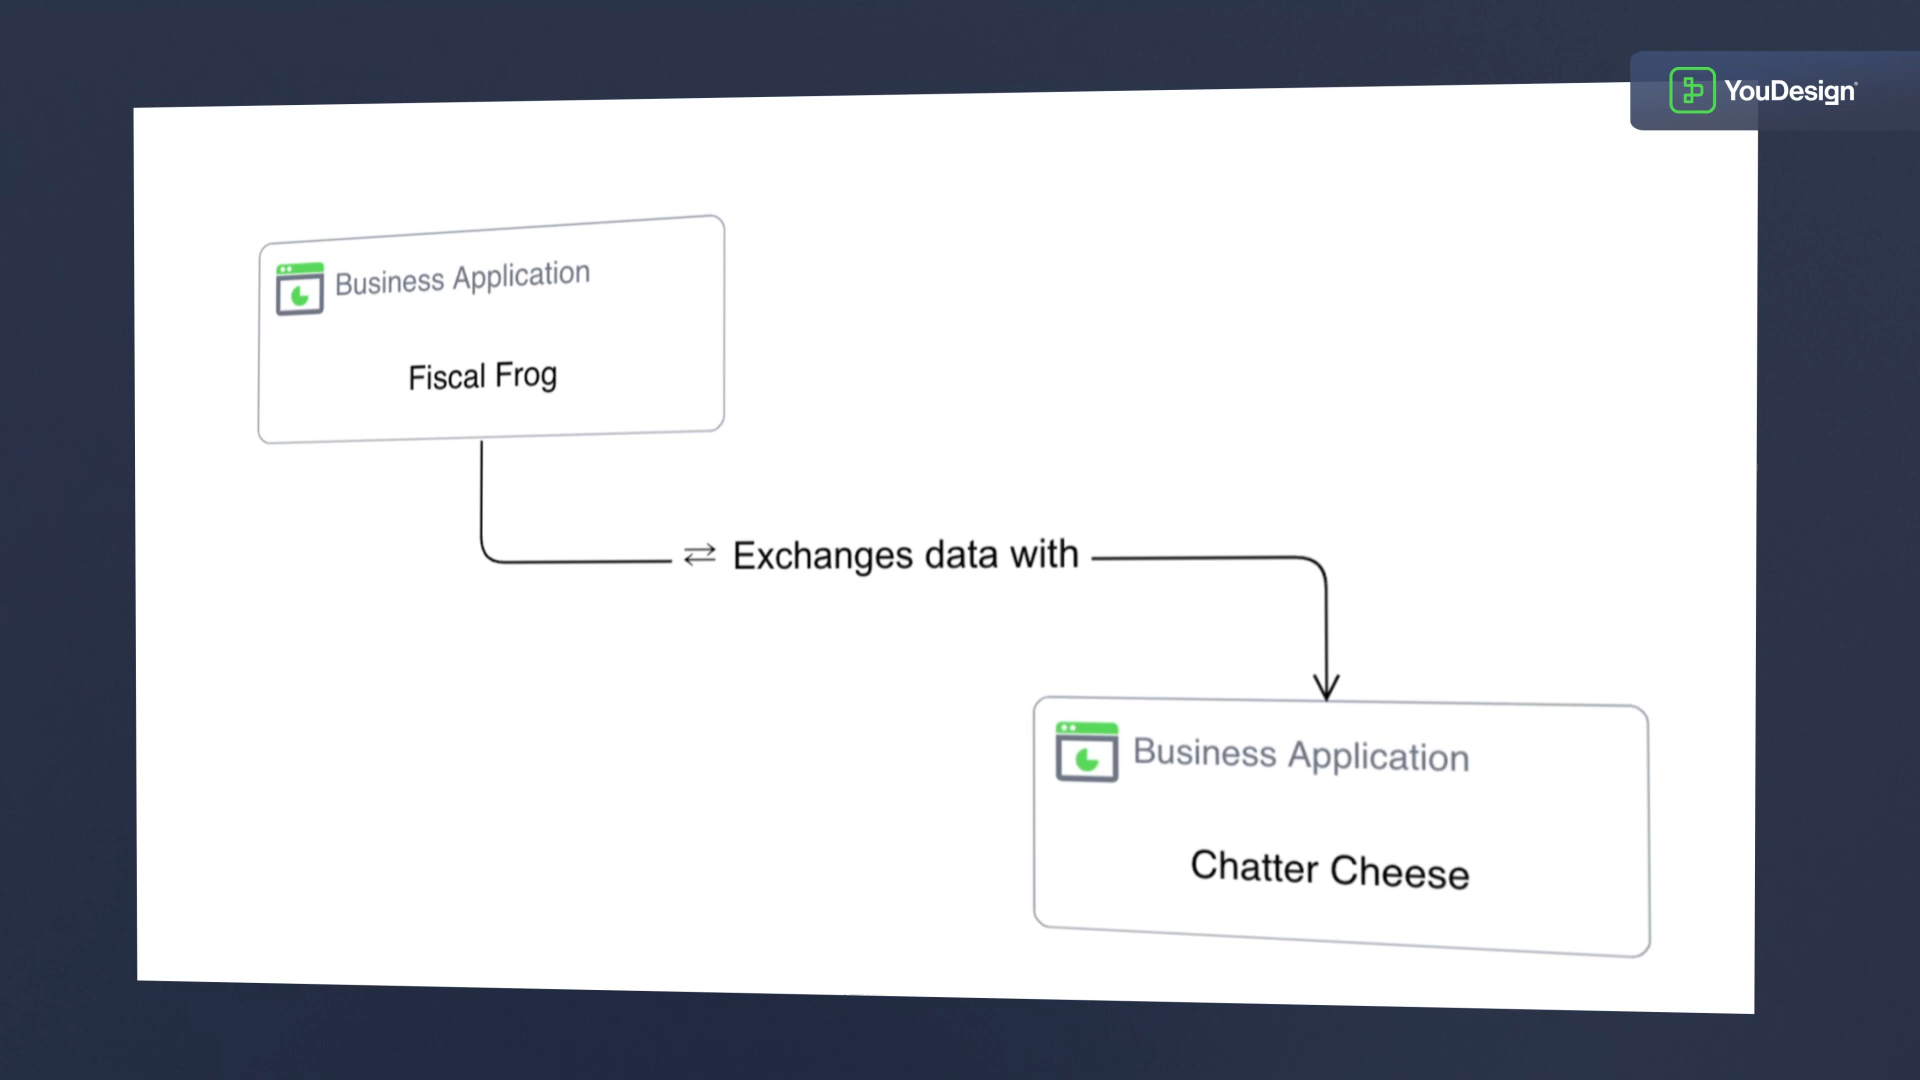 YouDesign
Business Application
Fiscal Frog
⇄ Exchanges data with
Business Application
Chatter Cheese